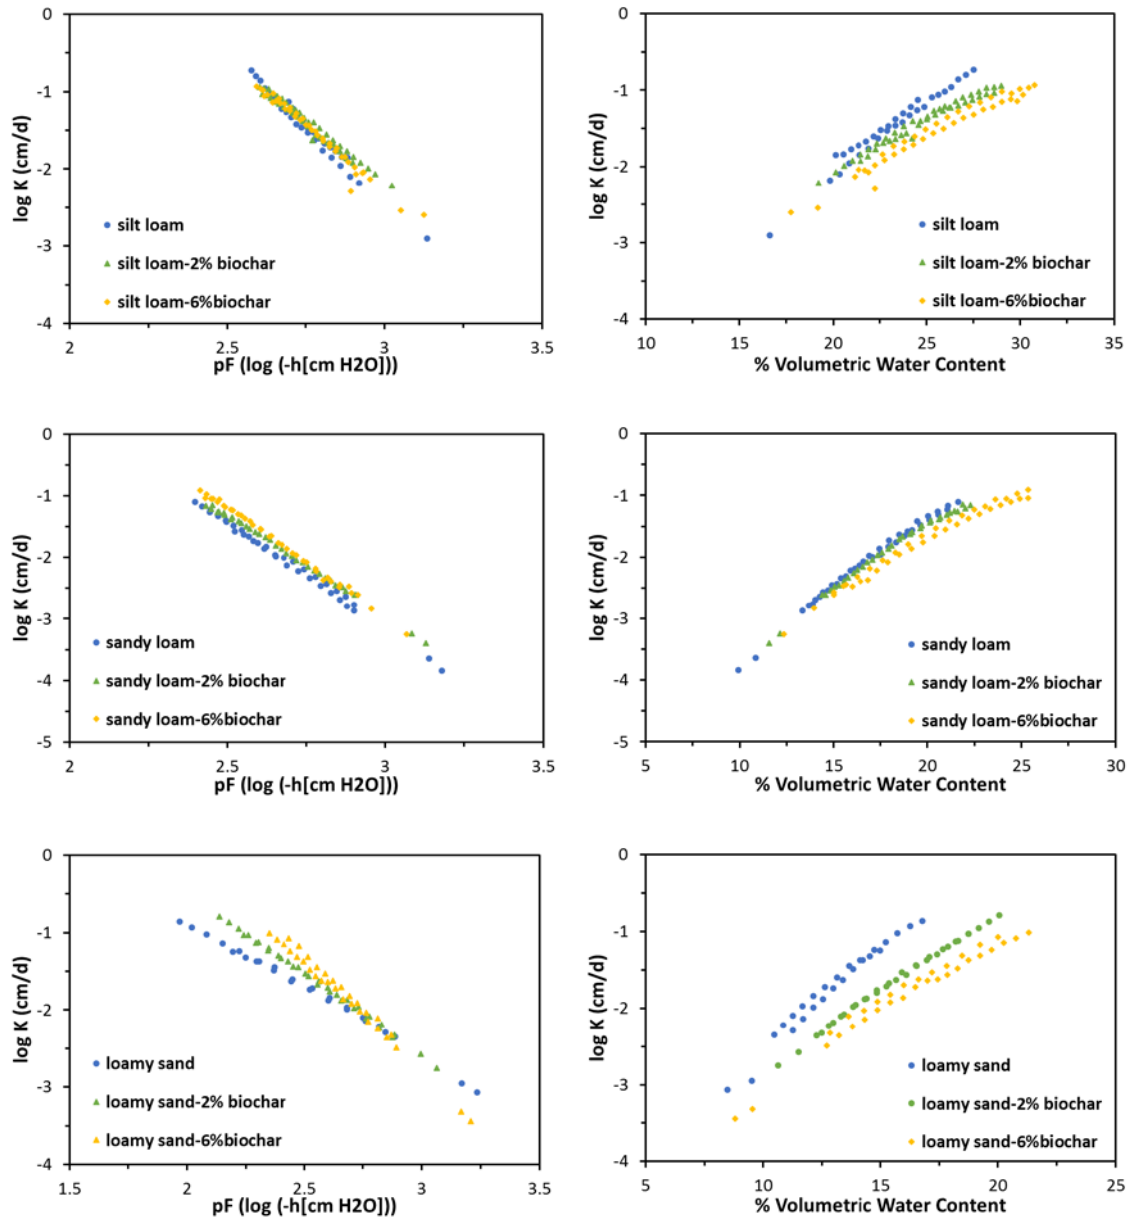 0
-1
-2
-3
-4
log K (cm/d)
silt loam
silt loam-2% biochar
silt loam-6%biochar
2
2.5
3
3.5
pF (log (-h[cm H2O]))
0
-1
-2
-3
-4
log K (cm/d)
silt loam
silt loam-2% biochar
silt loam-6%biochar
10
15
20
25
30
35
% Volumetric Water Content
0
-1
-2
-3
-4
-5
log K (cm/d)
sandy loam
sandy loam-2% biochar
sandy loam-6%biochar
2
2.5
3
3.5
pF (log (-h[cm H2O]))
0
-1
-2
-3
-4
-5
log K (cm/d)
sandy loam
sandy loam-2% biochar
sandy loam-6%biochar
5
10
15
20
25
30
% Volumetric Water Content
0
-1
-2
-3
-4
log K (cm/d)
loamy sand
loamy sand-2% biochar
loamy sand-6%biochar
1.5
2
2.5
3
3.5
pF (log (-h[cm H2O]))
0
-1
-2
-3
-4
log K (cm/d)
loamy sand
loamy sand-2% biochar
loamy sand-6%biochar
5
10
15
20
25
% Volumetric Water Content